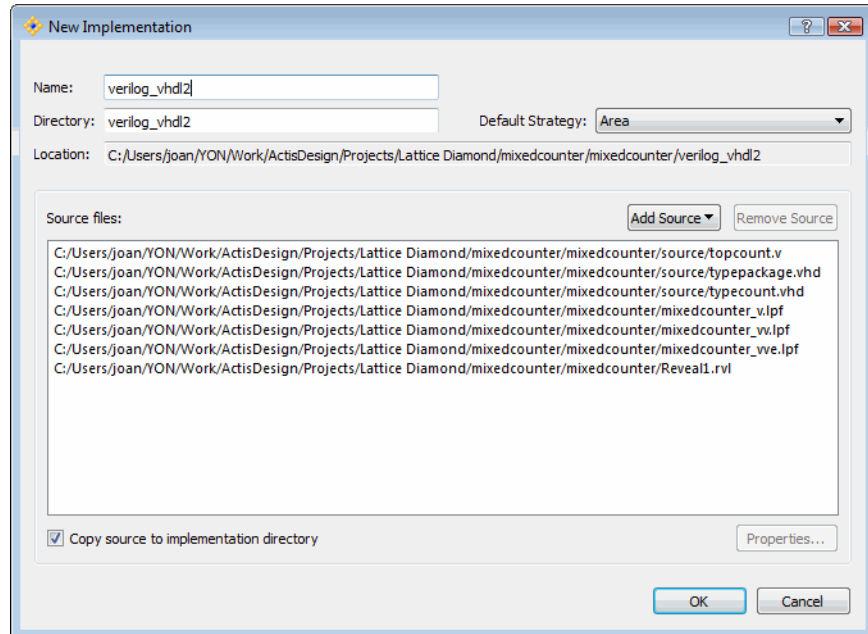 New Implementation
Name: verilog_vhdl2
Directory: verilog_vhdl2 Default Strategy: Area
Location: C:/Users/joan/YON/Work/ActisDesign/Projects/Lattice Diamond/mixedcounter/mixedcounter/verilog_vhdl2
Source files: Add Source Remove Source
C:/Users/joan/YON/Work/ActisDesign/Projects/Lattice Diamond/mixedcounter/mixedcounter/source/topcount.v
C:/Users/joan/YON/Work/ActisDesign/Projects/Lattice Diamond/mixedcounter/mixedcounter/source/typepackage.vhd
C:/Users/joan/YON/Work/ActisDesign/Projects/Lattice Diamond/mixedcounter/mixedcounter/source/typecount.vhd
C:/Users/joan/YON/Work/ActisDesign/Projects/Lattice Diamond/mixedcounter/mixedcounter/mixedcounter_v.lpf
C:/Users/joan/YON/Work/ActisDesign/Projects/Lattice Diamond/mixedcounter/mixedcounter/mixedcounter_vv.lpf
C:/Users/joan/YON/Work/ActisDesign/Projects/Lattice Diamond/mixedcounter/mixedcounter/mixedcounter_vve.lpf
C:/Users/joan/YON/Work/ActisDesign/Projects/Lattice Diamond/mixedcounter/mixedcounter/Reveal1.rvl
Copy source to implementation directory Properties...
OK Cancel